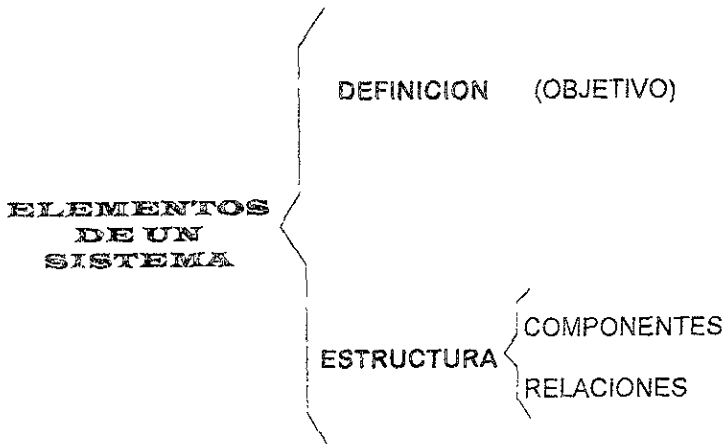 DEFINICION (OBJETIVO)
ELEMENTOS
DE UN
SISTEMA
ESTRUCTURA
COMPONENTES
RELACIONES